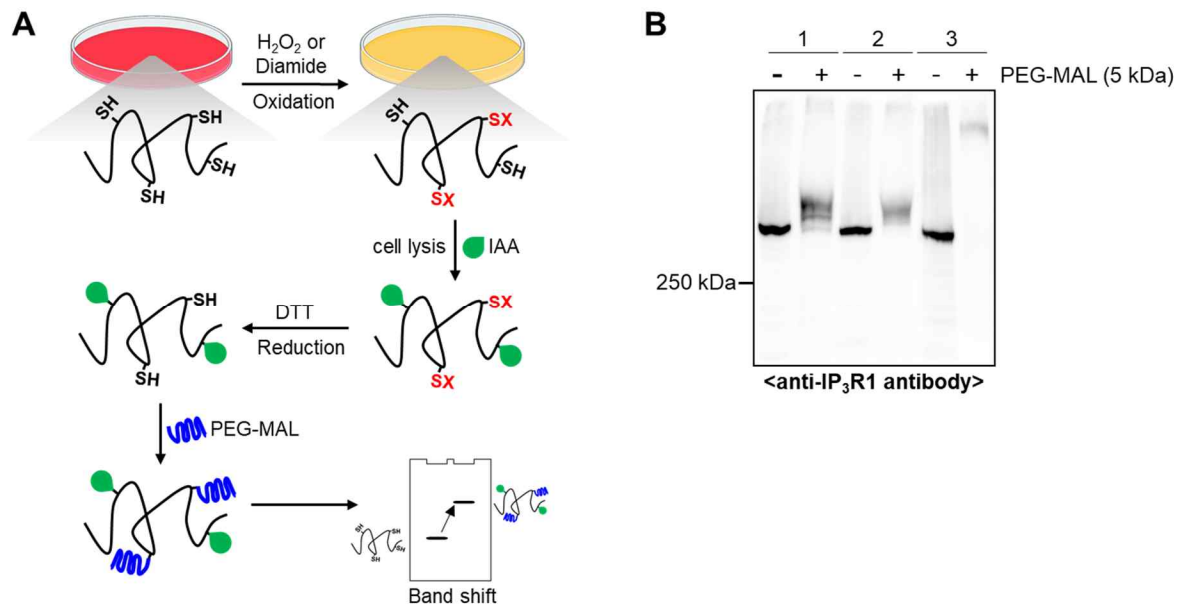 A
H₂O₂ or
Diamide
Oxidation
SH
SH
SH
SH
SH
SX
SH
SX
cell lysis
IAA
SX
SX
DTT
Reduction
SH
SH
PEG-MAL
SH
SH
SH
SH
Band shift
B
1 2 3
- + - + - + PEG-MAL (5 kDa)
250 kDa
<anti-IP₃R1 antibody>